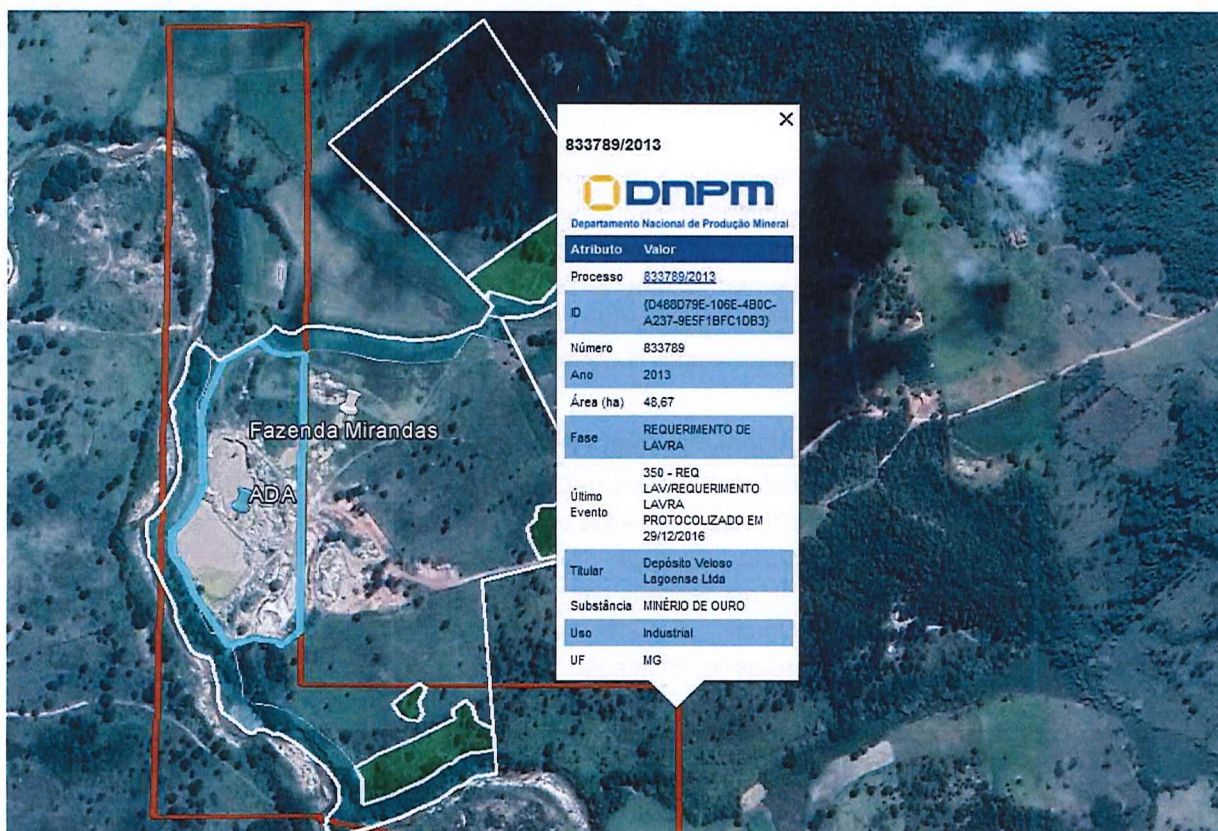 833789/2013
DNPM
Departamento Nacional de Produção Mineral
Atributo Valor
Processo 833789/2013
ID {D488D79E-106E-4B0C-
A237-9E5F1BFC1DB3}
Número 833789
Ano 2013
Área (ha) 48,67
Fase REQUERIMENTO DE
LAVRA
Último
Evento 350 - REQ
LAV/REQUERIMENTO
LAVRA
PROTOCOLIZADO EM
29/12/2016
Titular Depósito Veloso
Lagoense Ltda
Substância MINÉRIO DE OURO
Uso Industrial
UF MG
Fazenda Mirandas
ADA